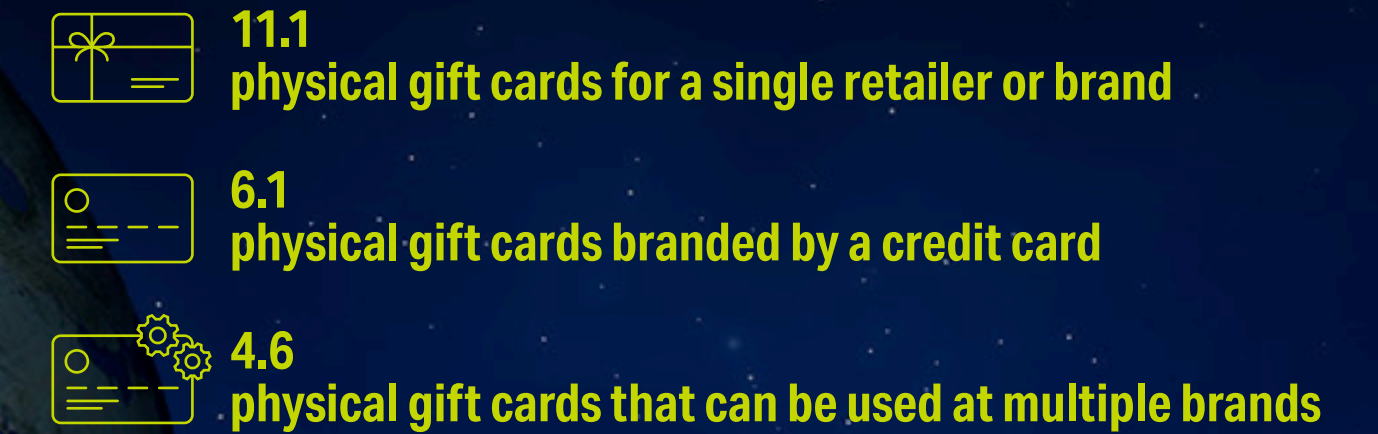 11.1
physical gift cards for a single retailer or brand
6.1
physical gift cards branded by a credit card
4.6
physical gift cards that can be used at multiple brands